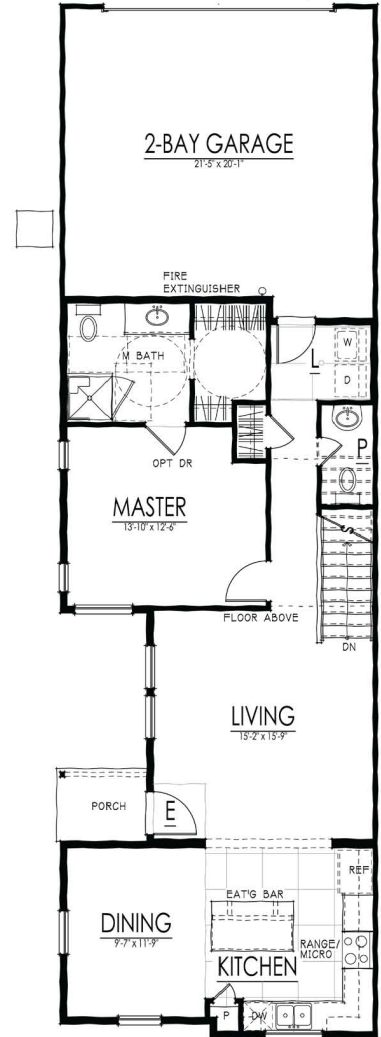 2-BAY GARAGE
21'-5" x 20'-1"
FIRE
EXTINGUISHER
W
M BATH
L
D
P
OPT DR
MASTER
13'-10" x 12'-6"
S
FLOOR ABOVE
DN
LIVING
15'-2" x 15'-9"
PORCH
E
REF
EAT'G BAR
DINING
9'-7" x 11'-9"
RANGE/
MICRO
KITCHEN
P
DW